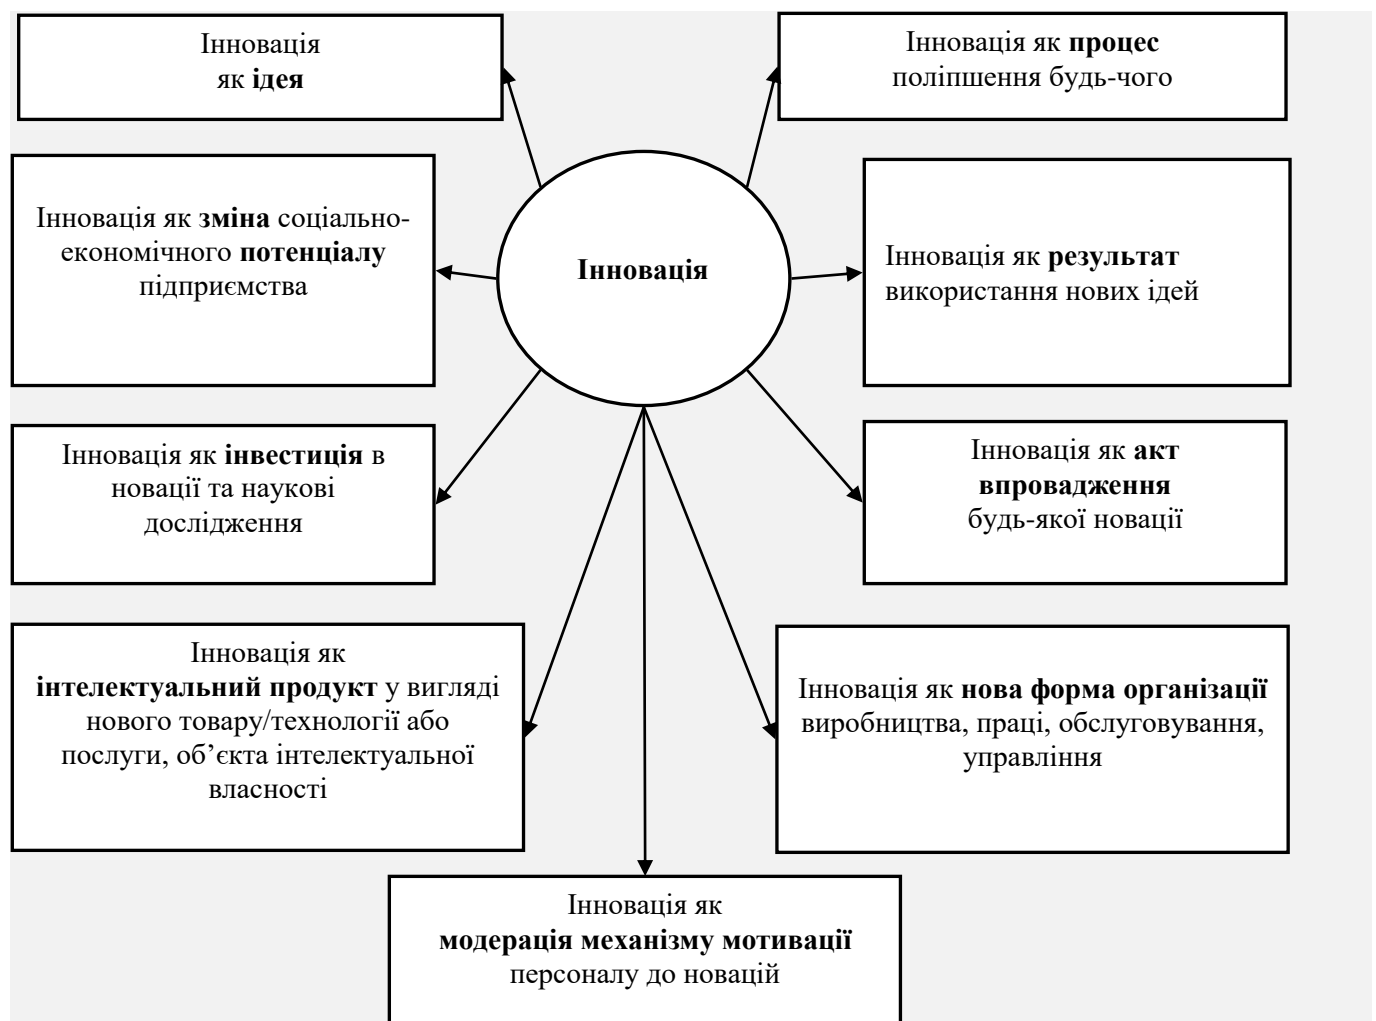 Інновація
як ідея
Інновація як процес
поліпшення будь-чого
Інновація як зміна соціально-
економічного потенціалу
підприємства
Інновація
Інновація як результат
використання нових ідей
Інновація як інвестиція в
новації та наукові
дослідження
Інновація як акт
впровадження
будь-якої новації
Інновація як
інтелектуальний продукт у вигляді
нового товару/технології або
послуги, об’єкта інтелектуальної
власності
Інновація як нова форма організації
виробництва, праці, обслуговування,
управління
Інновація як
модерація механізму мотивації
персоналу до новацій